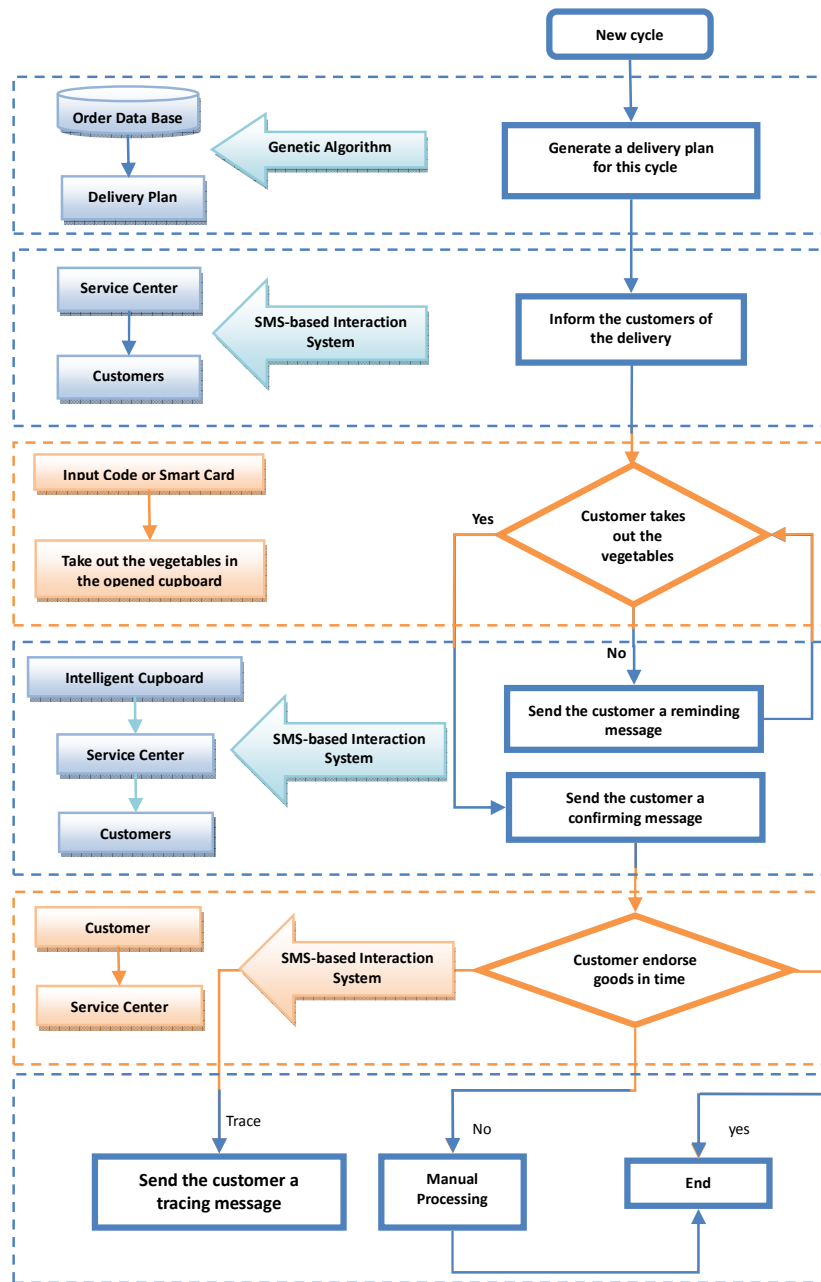 New cycle
Order Data Base
Genetic Algorithm
Generate a delivery plan
for this cycle
Delivery Plan
Service Center
SMS-based Interaction
System
Inform the customers of
the delivery
Customers
Input Code or Smart Card
Yes
Customer takes
out the
vegetables
Take out the vegetables in
the opened cupboard
No
Intelligent Cupboard
Send the customer a reminding
message
SMS-based Interaction
System
Service Center
Send the customer a
confirming message
Customers
Customer
SMS-based Interaction
System
Customer endorse
goods in time
Service Center
Trace
No
yes
Send the customer a
tracing message
Manual
Processing
End